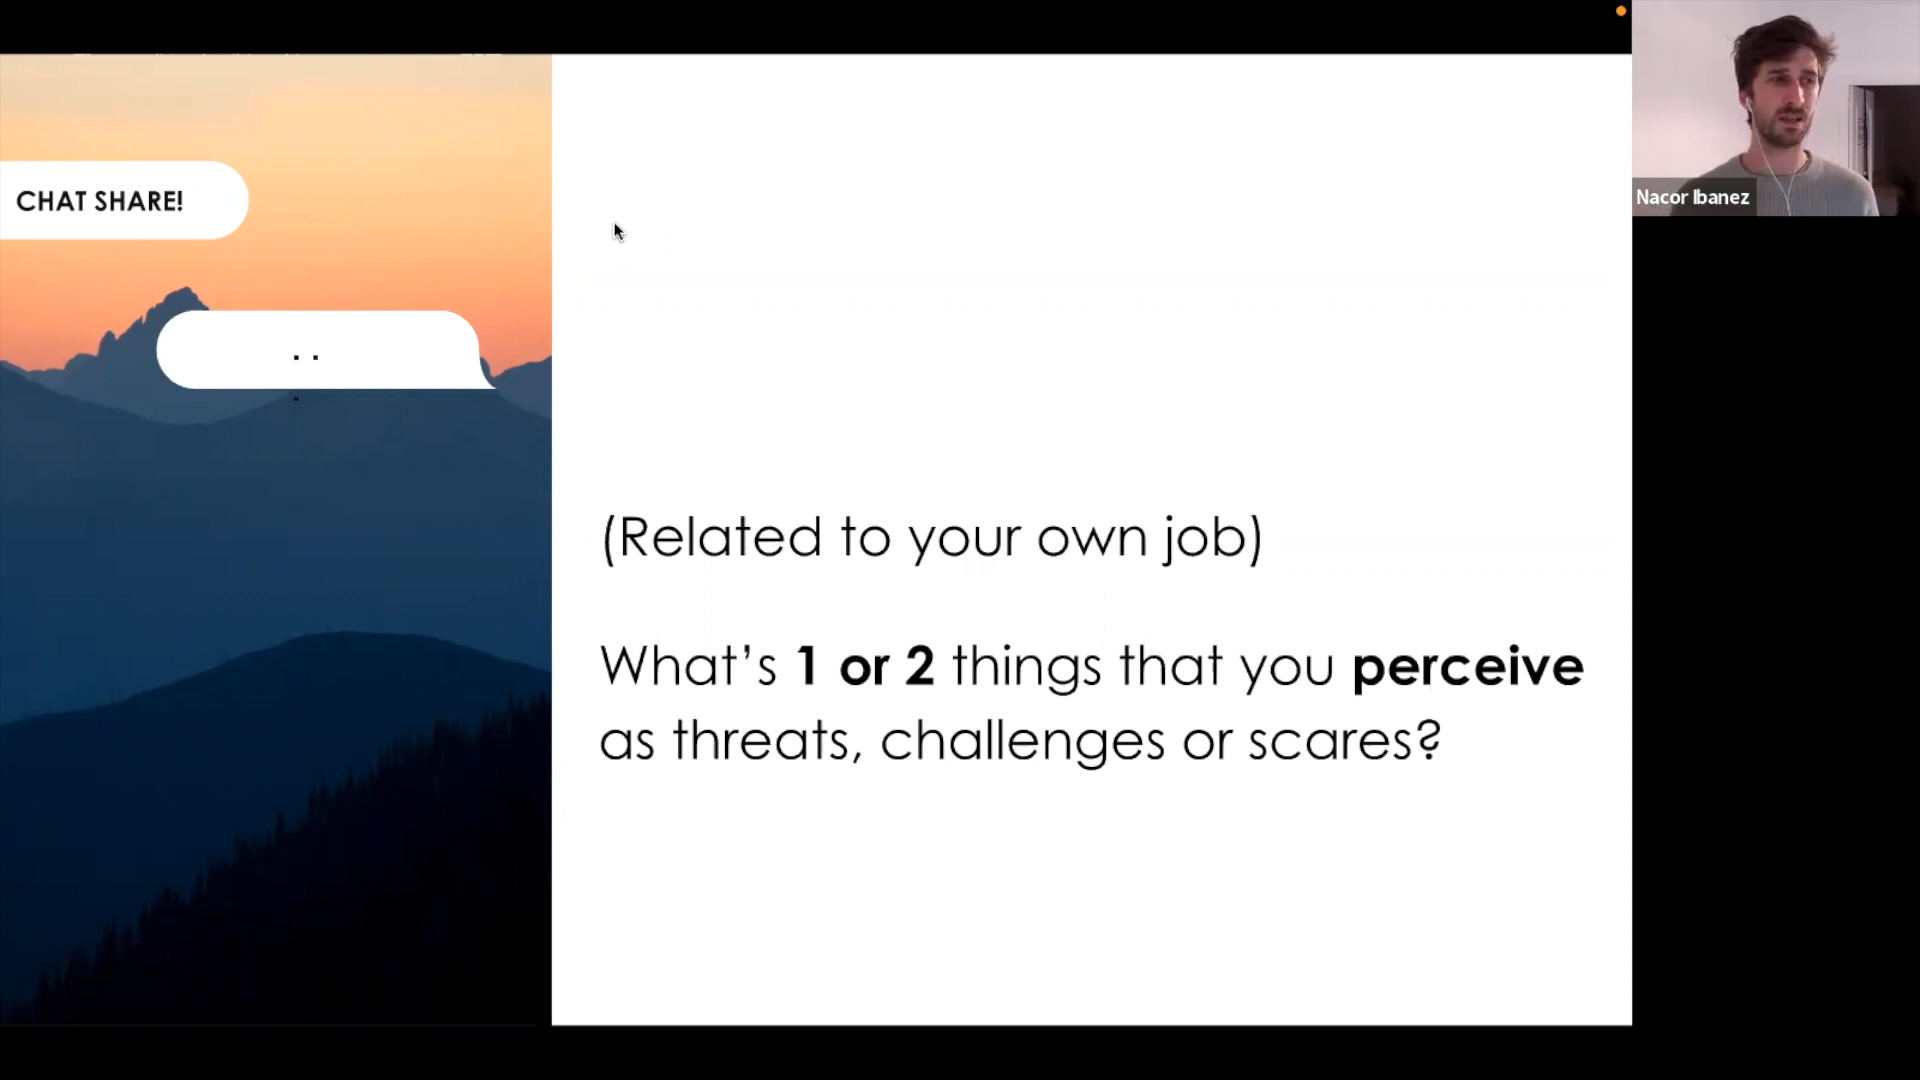 CHAT SHARE!
. .
.
(Related to your own job)
What’s 1 or 2 things that you perceive
as threats, challenges or scares?
Nacor Ibanez